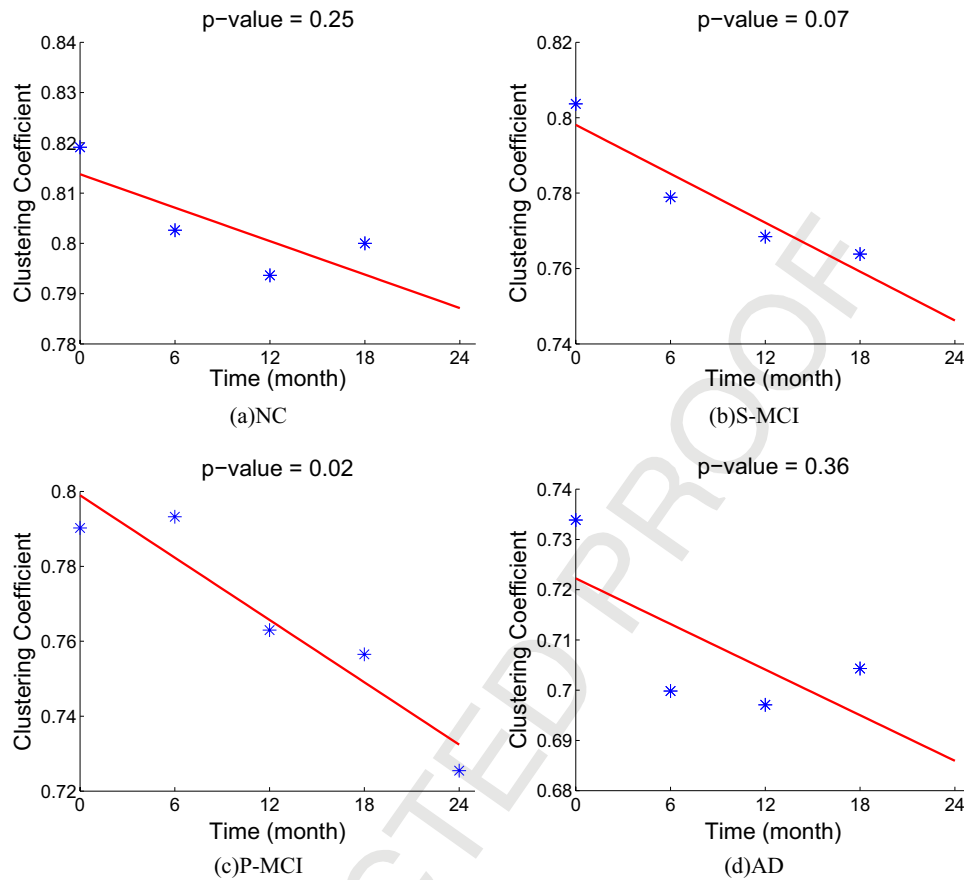 p−value = 0.25
0.84
0.83
0.82
0.81
0.8
0.79
0.78
Clustering Coefficient
0
6
12
18
24
Time (month)
(a)NC
p−value = 0.07
0.82
0.8
0.78
0.76
0.74
Clustering Coefficient
0
6
12
18
24
Time (month)
(b)S-MCI
p−value = 0.02
0.8
0.78
0.76
0.74
0.72
Clustering Coefficient
0
6
12
18
24
Time (month)
(c)P-MCI
p−value = 0.36
0.74
0.73
0.72
0.71
0.7
0.69
0.68
Clustering Coefficient
0
6
12
18
24
Time (month)
(d)AD
CTED PROOF